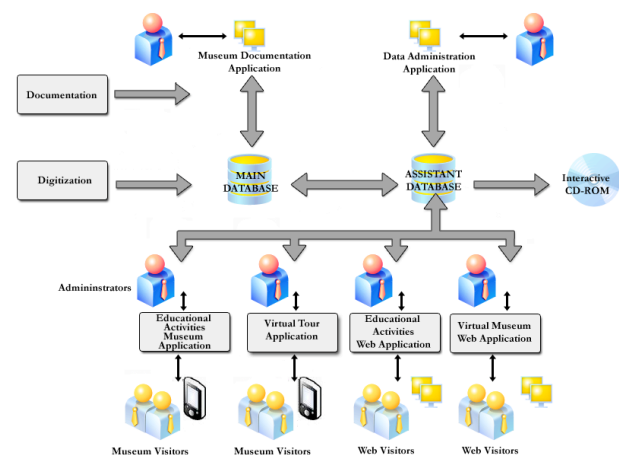 Museum Documentation
Application
Data Administration
Application
Documentation
Digitization
MAIN
DATABASE
ASSISTANT
DATABASE
Interactive
CD-ROM
Admininstrators
Educational
Activities
Museum
Application
Virtual Tour
Application
Educational
Activities
Web Application
Virtual Museum
Web Application
Museum Visitors
Museum Visitors
Web Visitors
Web Visitors